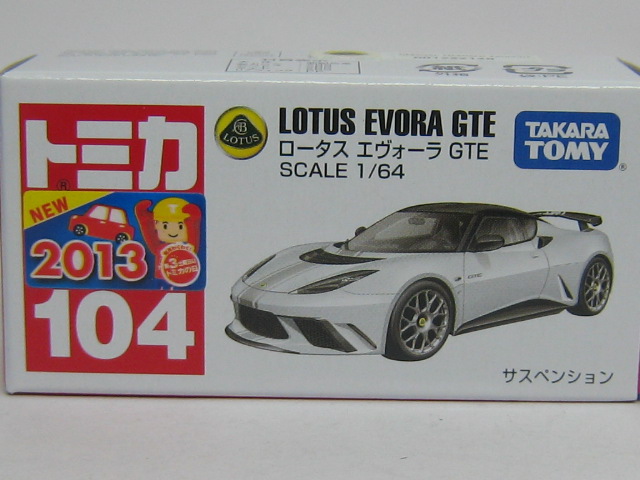 トミカ
®
NEW
2013
104
LOTUS
LOTUS EVORA GTE
ロータス エヴォーラ GTE
SCALE 1/64
TAKARA
TOMY
®
サスペンション